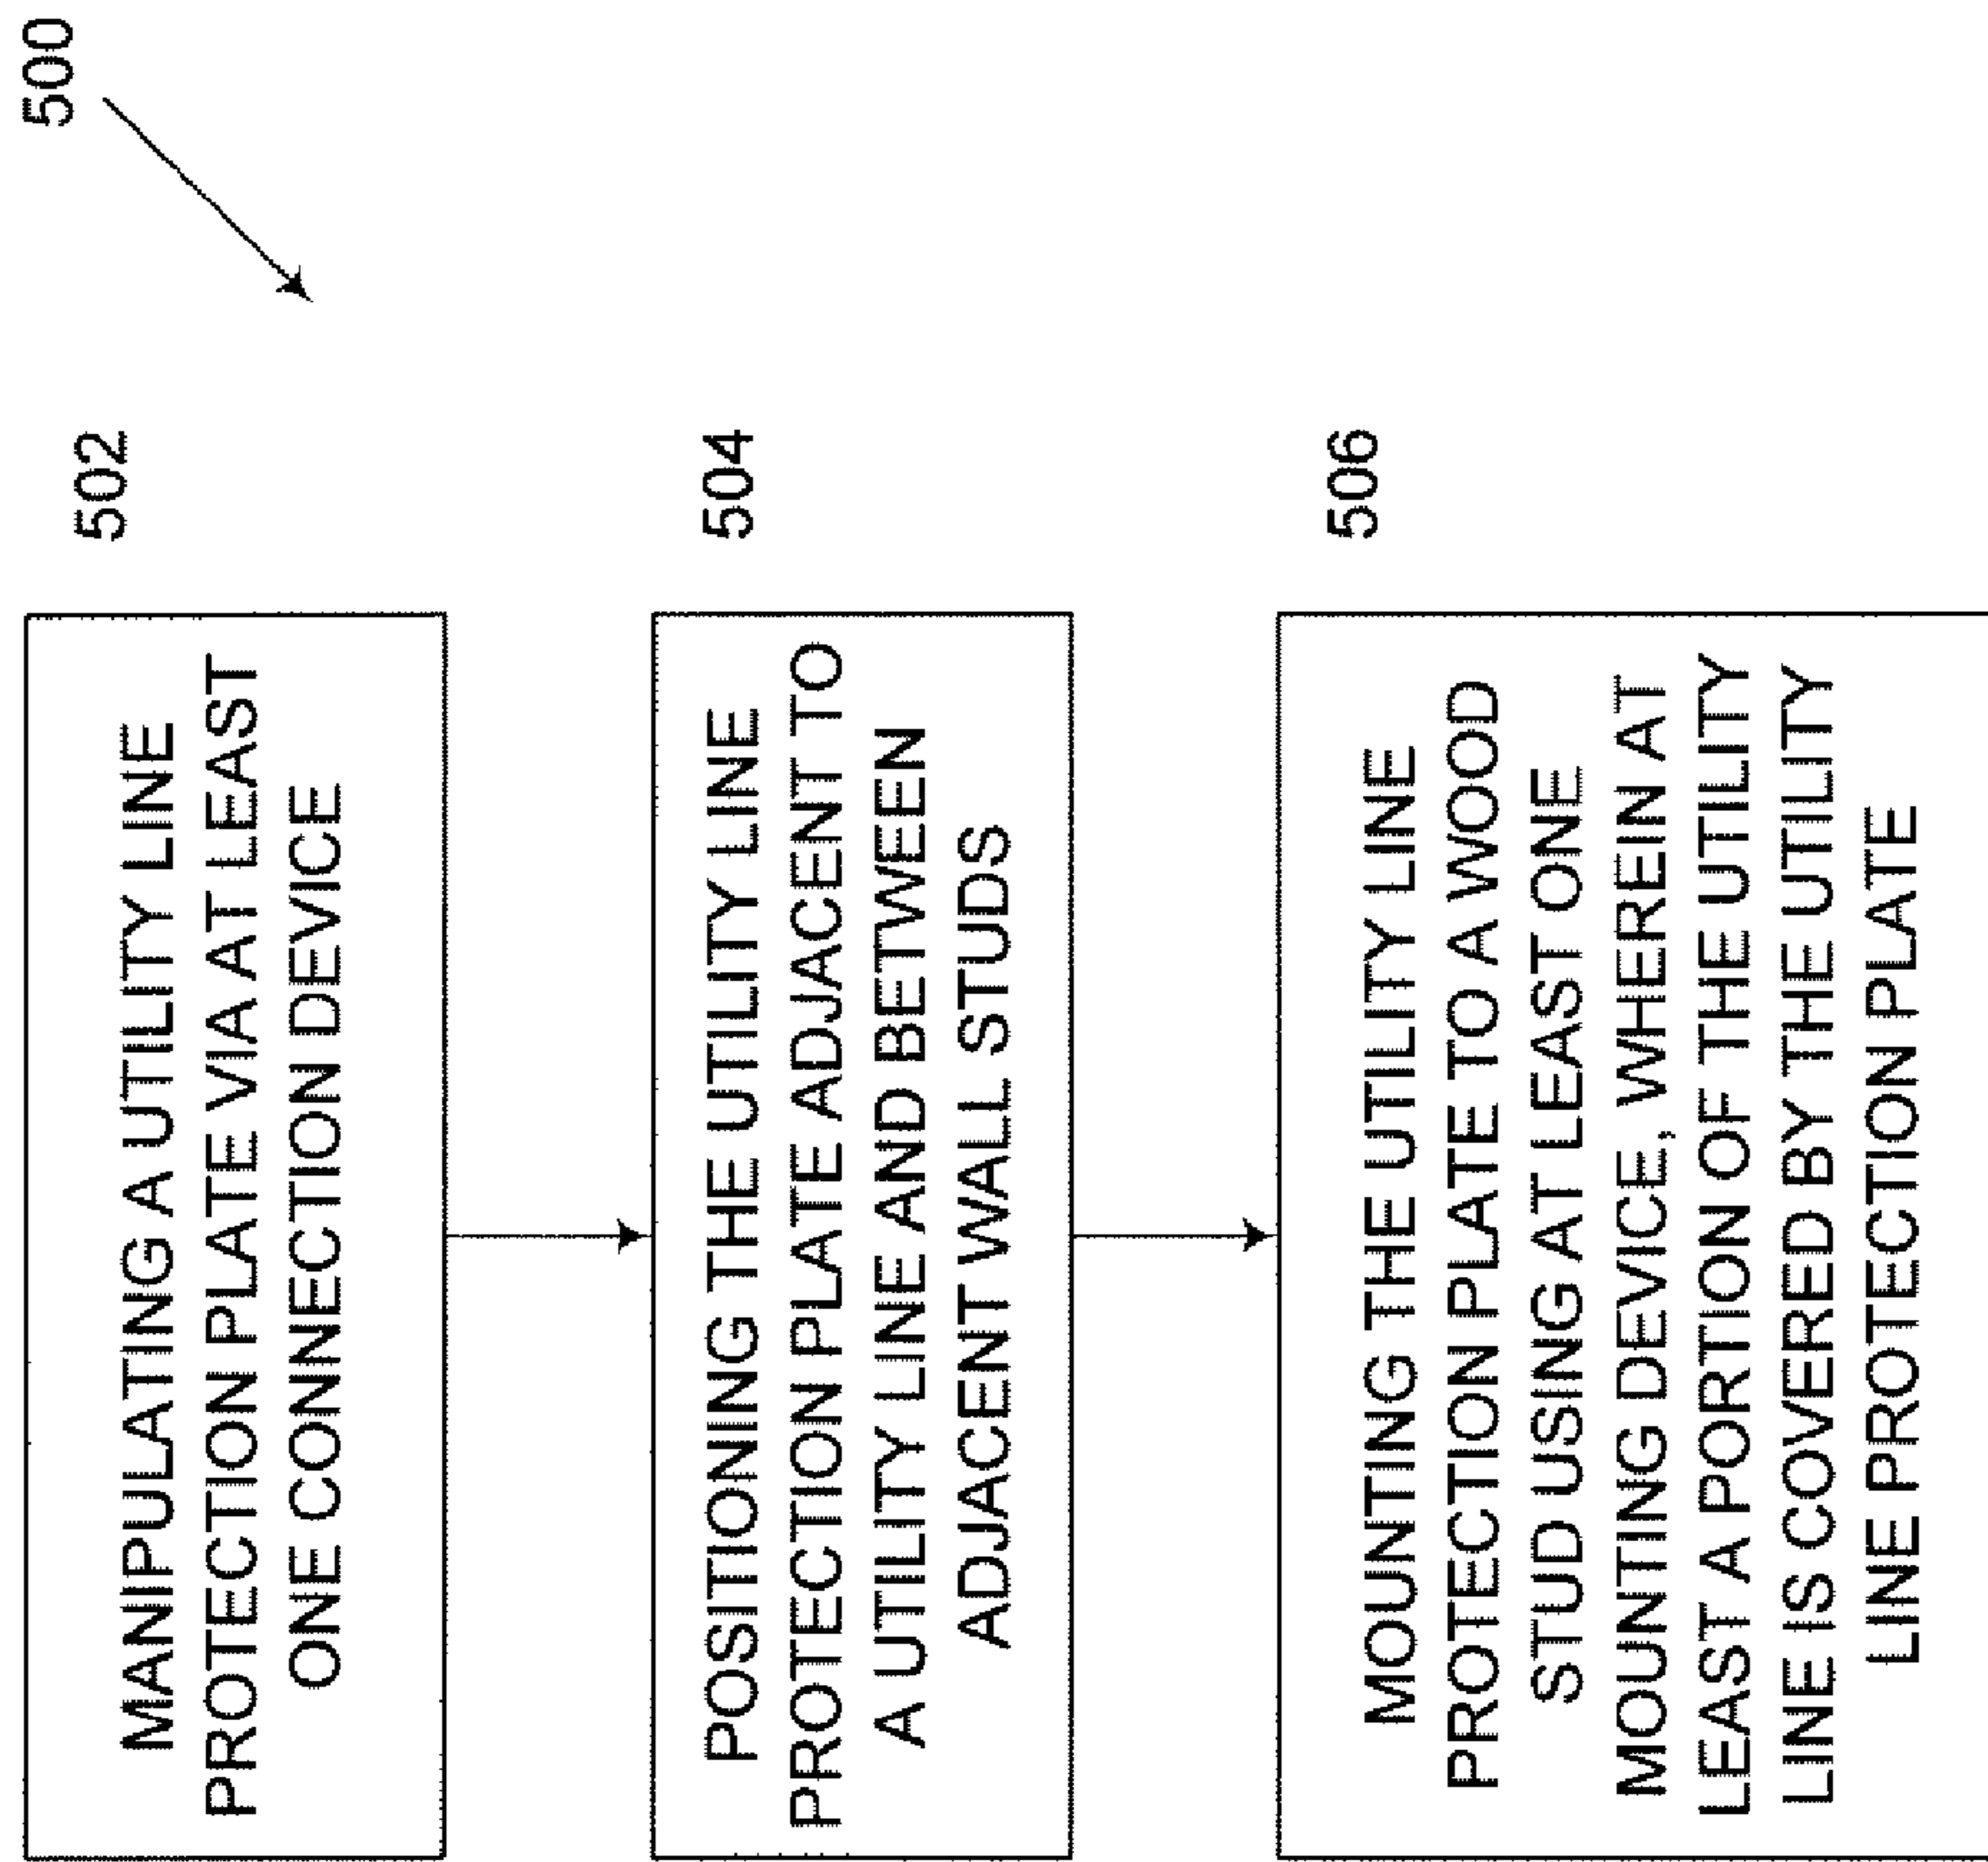 500
502
MANIPULATING A UTILITY LINE
PROTECTION PLATE VIA AT LEAST
ONE CONNECTION DEVICE
504
POSITIONING THE UTILITY LINE
PROTECTION PLATE ADJACENT TO
A UTILITY LINE AND BETWEEN
ADJACENT WALL STUDS
506
MOUNTING THE UTILITY LINE
PROTECTION PLATE TO A WOOD
STUD USING AT LEAST ONE
MOUNTING DEVICE, WHEREIN AT
LEAST A PORTION OF THE UTILITY
LINE IS COVERED BY THE UTILITY
LINE PROTECTION PLATE